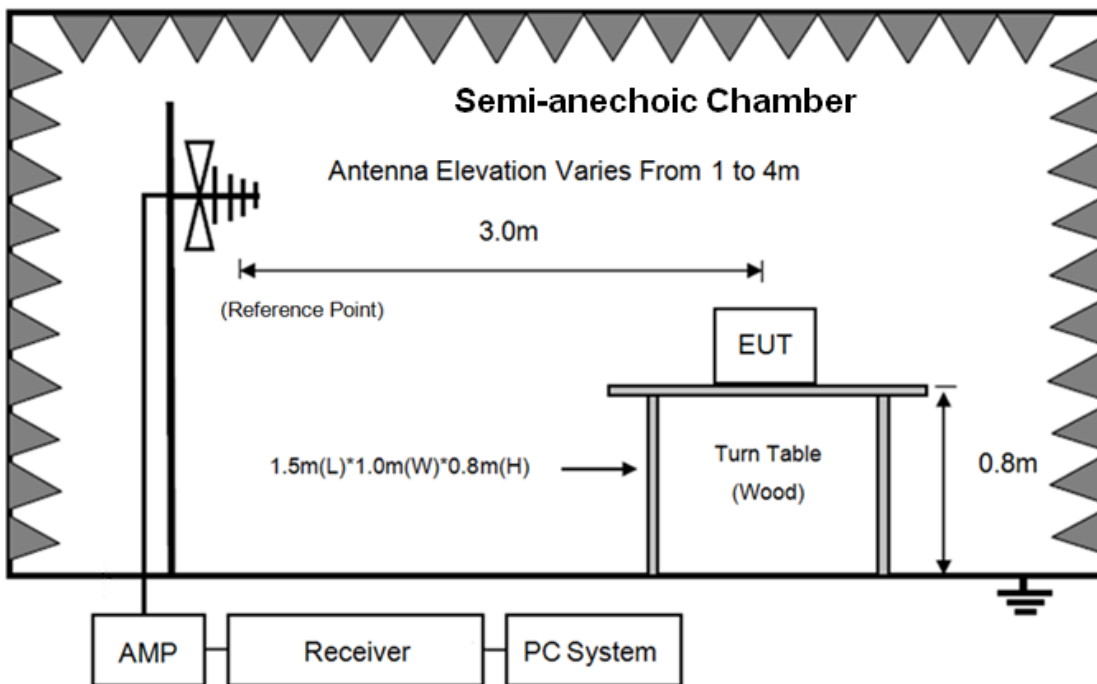 Semi-anechoic Chamber
Antenna Elevation Varies From 1 to 4m
3.0m
(Reference Point)
EUT
1.5m(L)*1.0m(W)*0.8m(H)
Turn Table
(Wood)
0.8m
AMP
Receiver
PC System